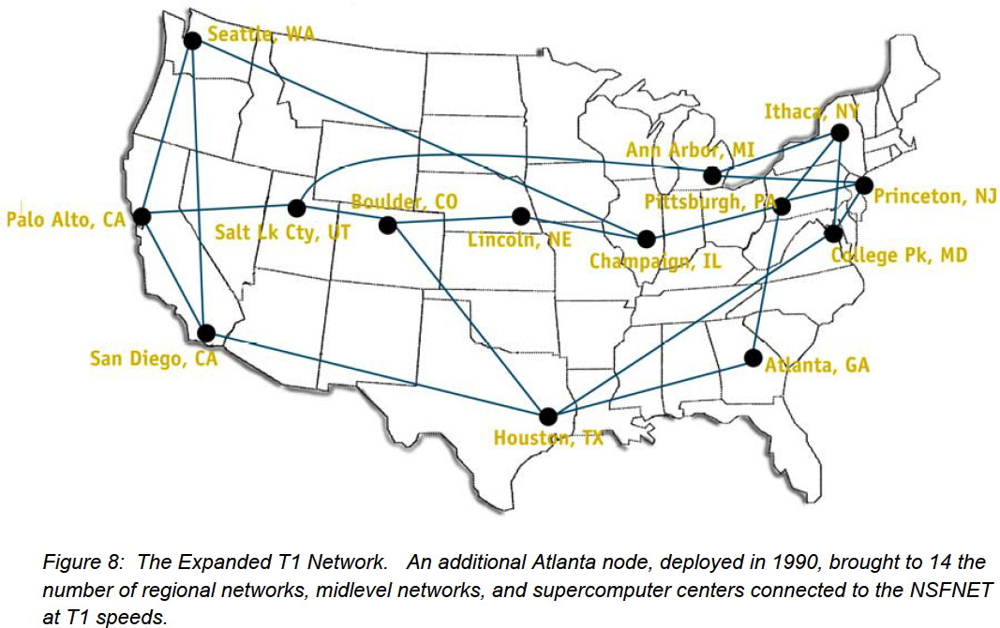 Seattle, WA
Ithaca, NY
Ann Arbor, MI
Princeton, NJ
Pittsburgh, PA
Boulder, CO
Palo Alto, CA
Salt Lk Cty, UT
Lincoln, NE
Champaign, IL
College Pk, MD
San Diego, CA
Atlanta, GA
Houston, TX
Figure 8:  The Expanded T1 Network.   An additional Atlanta node, deployed in 1990, brought to 14 the
number of regional networks, midlevel networks, and supercomputer centers connected to the NSFNET
at T1 speeds.